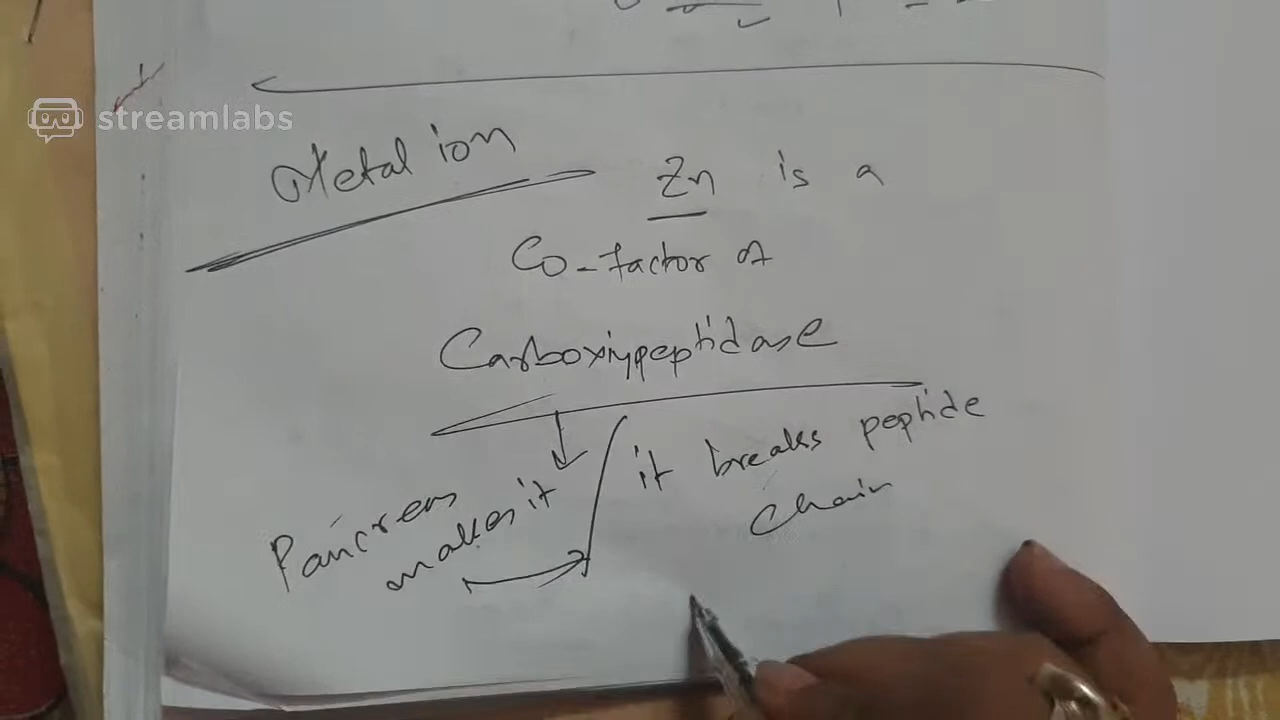 streamlabs
Metal ion
Zn is a
Co-factor of
Carboxypeptidase
Pancreas
makes it
it breaks peptide
chain